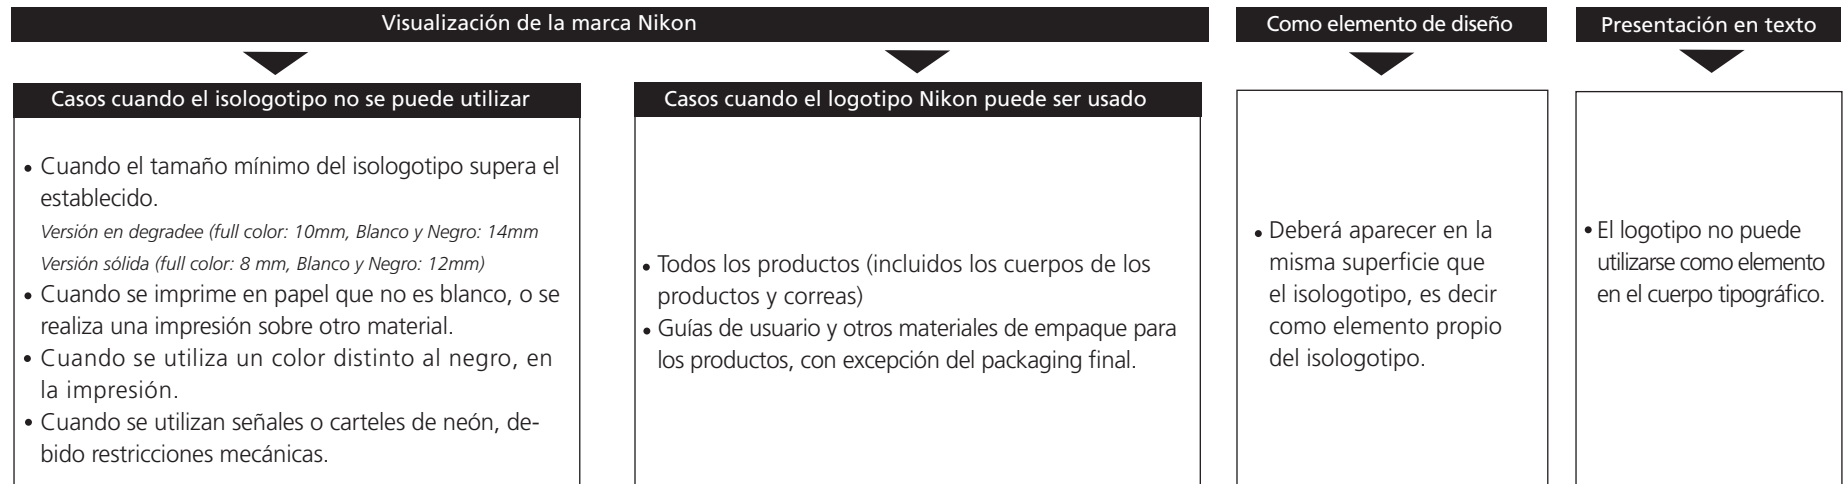 Visualización de la marca Nikon
Casos cuando el isologotipo no se puede utilizar
• Cuando el tamaño mínimo del isologotipo supera el
establecido.
Versión en degradee (full color: 10mm, Blanco y Negro: 14mm
Versión sólida (full color: 8 mm, Blanco y Negro: 12mm)
• Cuando se imprime en papel que no es blanco, o se
realiza una impresión sobre otro material.
• Cuando se utiliza un color distinto al negro, en
la impresión.
• Cuando se utilizan señales o carteles de neón, de-
bido restricciones mecánicas.
Casos cuando el logotipo Nikon puede ser usado
• Todos los productos (incluidos los cuerpos de los
productos y correas)
• Guías de usuario y otros materiales de empaque para
los productos, con excepción del packaging final.
Como elemento de diseño
• Deberá aparecer en la
misma superficie que
el isologotipo, es decir
como elemento propio
del isologotipo.
Presentación en texto
• El logotipo no puede
utilizarse como elemento
en el cuerpo tipográfico.